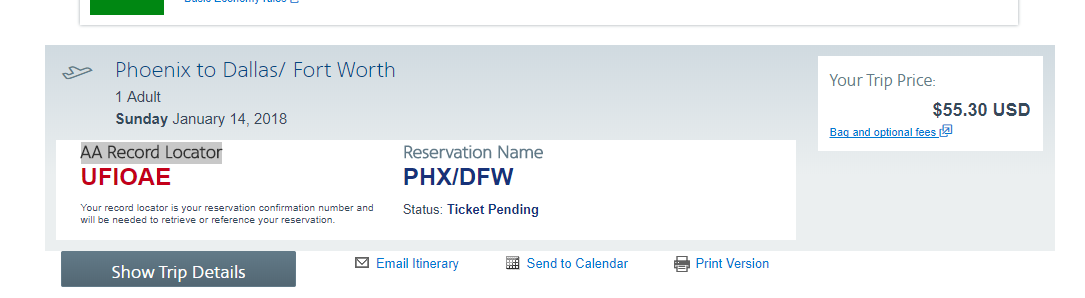 Basic Economy rules
Phoenix to Dallas/ Fort Worth
1 Adult
Sunday January 14, 2018
Your Trip Price:
$55.30 USD
Bag and optional fees
AA Record Locator
UFIOAE
Your record locator is your reservation confirmation number and
will be needed to retrieve or reference your reservation.
Reservation Name
PHX/DFW
Status: Ticket Pending
Show Trip Details
Email Itinerary
Send to Calendar
Print Version